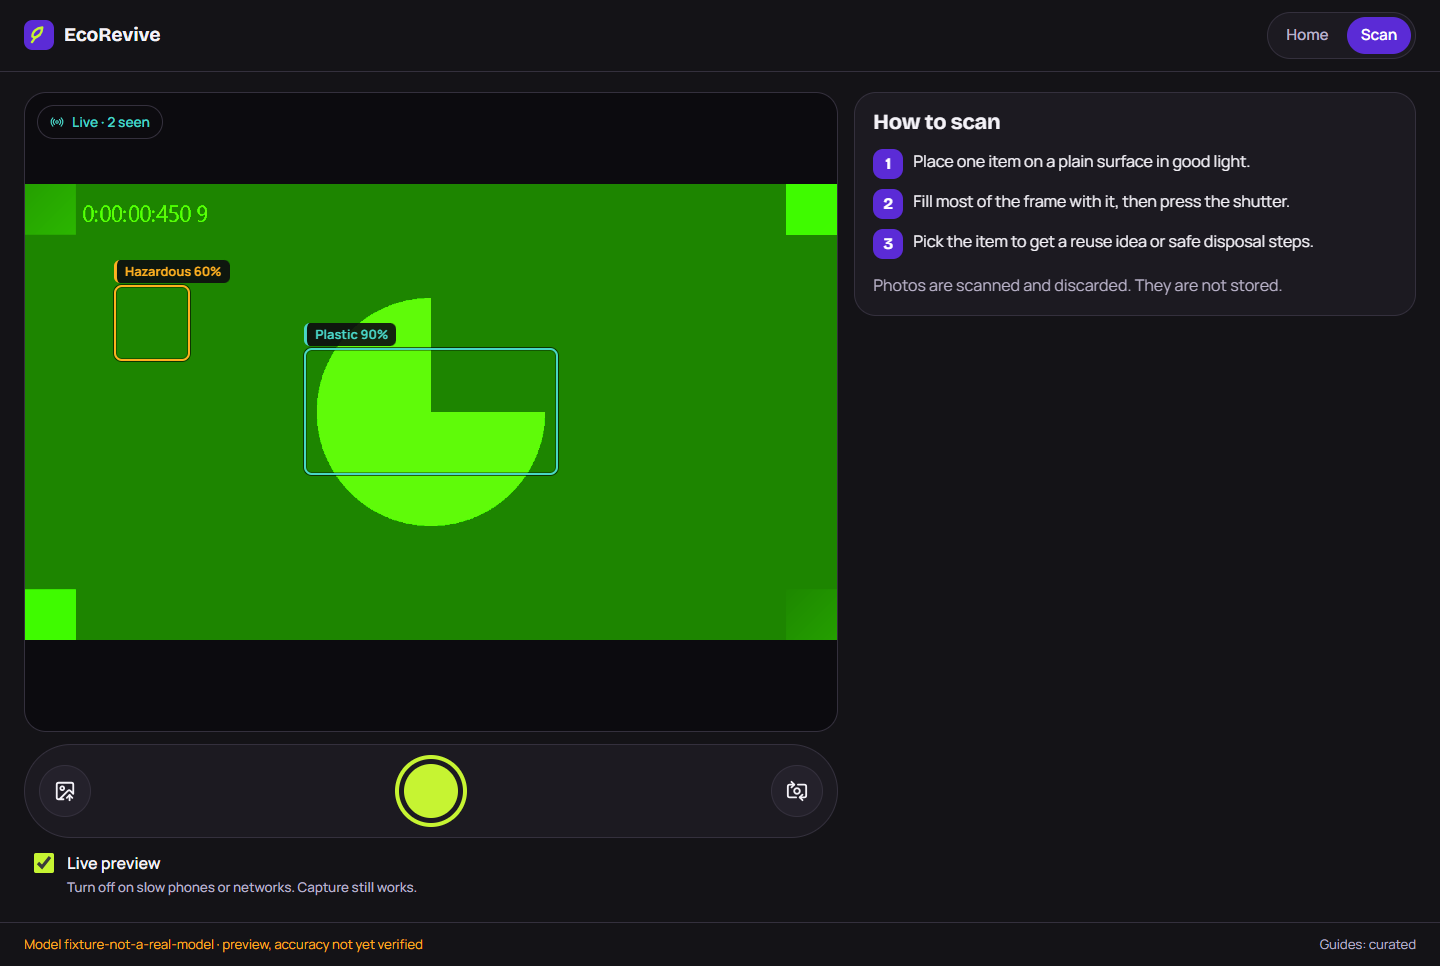 EcoRevive
Home
Scan
Live · 2 seen
0:00:00:450 9
Hazardous 60%
Plastic 90%
How to scan
1 Place one item on a plain surface in good light.
2 Fill most of the frame with it, then press the shutter.
3 Pick the item to get a reuse idea or safe disposal steps.
Photos are scanned and discarded. They are not stored.
Live preview
Turn off on slow phones or networks. Capture still works.
Model fixture-not-a-real-model · preview, accuracy not yet verified
Guides: curated